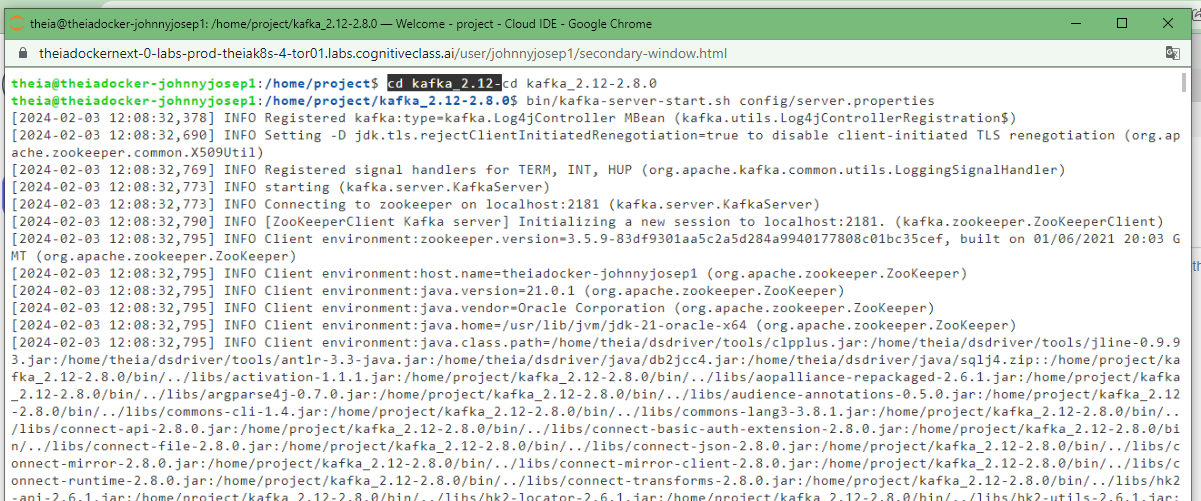 theia@theiadocker-johnnyjosep1: /home/project/kafka_2.12-2.8.0 — Welcome - project - Cloud IDE - Google Chrome
theiadockernext-0-labs-prod-theiak8s-4-tor01.labs.cognitiveclass.ai/user/johnnyjosep1/secondary-window.html
theia@theiadocker-johnnyjosep1:/home/project$ cd kafka_2.12-cd kafka_2.12-2.8.0
theia@theiadocker-johnnyjosep1:/home/project/kafka_2.12-2.8.0$ bin/kafka-server-start.sh config/server.properties
[2024-02-03 12:08:32,378] INFO Registered kafka:type=kafka.Log4jController MBean (kafka.utils.Log4jControllerRegistration$)
[2024-02-03 12:08:32,690] INFO Setting -D jdk.tls.rejectClientInitiatedRenegotiation=true to disable client-initiated TLS renegotiation (org.ap
ache.zookeeper.common.X509Util)
[2024-02-03 12:08:32,769] INFO Registered signal handlers for TERM, INT, HUP (org.apache.kafka.common.utils.LoggingSignalHandler)
[2024-02-03 12:08:32,773] INFO starting (kafka.server.KafkaServer)
[2024-02-03 12:08:32,773] INFO Connecting to zookeeper on localhost:2181 (kafka.server.KafkaServer)
[2024-02-03 12:08:32,790] INFO [ZooKeeperClient Kafka server] Initializing a new session to localhost:2181. (kafka.zookeeper.ZooKeeperClient)
[2024-02-03 12:08:32,795] INFO Client environment:zookeeper.version=3.5.9-83df9301aa5c2a5d284a9940177808c01bc35cef, built on 01/06/2021 20:03 G
MT (org.apache.zookeeper.ZooKeeper)
[2024-02-03 12:08:32,795] INFO Client environment:host.name=theiadocker-johnnyjosep1 (org.apache.zookeeper.ZooKeeper)
[2024-02-03 12:08:32,795] INFO Client environment:java.version=21.0.1 (org.apache.zookeeper.ZooKeeper)
[2024-02-03 12:08:32,795] INFO Client environment:java.vendor=Oracle Corporation (org.apache.zookeeper.ZooKeeper)
[2024-02-03 12:08:32,795] INFO Client environment:java.home=/usr/lib/jvm/jdk-21-oracle-x64 (org.apache.zookeeper.ZooKeeper)
[2024-02-03 12:08:32,795] INFO Client environment:java.class.path=/home/theia/dsdriver/tools/clpplus.jar:/home/theia/dsdriver/tools/jline-0.9.9
3.jar:/home/theia/dsdriver/tools/antlr-3.3-java.jar:/home/theia/dsdriver/java/db2jcc4.jar:/home/theia/dsdriver/java/sqlj4.zip::/home/project/ka
fka_2.12-2.8.0/bin/../libs/activation-1.1.1.jar:/home/project/kafka_2.12-2.8.0/bin/../libs/aopalliance-repackaged-2.6.1.jar:/home/project/kafka
_2.12-2.8.0/bin/../libs/argparse4j-0.7.0.jar:/home/project/kafka_2.12-2.8.0/bin/../libs/audience-annotations-0.5.0.jar:/home/project/kafka_2.12
-2.8.0/bin/../libs/commons-cli-1.4.jar:/home/project/kafka_2.12-2.8.0/bin/../libs/commons-lang3-3.8.1.jar:/home/project/kafka_2.12-2.8.0/bin/..
/libs/connect-api-2.8.0.jar:/home/project/kafka_2.12-2.8.0/bin/../libs/connect-basic-auth-extension-2.8.0.jar:/home/project/kafka_2.12-2.8.0/bi
n/../libs/connect-file-2.8.0.jar:/home/project/kafka_2.12-2.8.0/bin/../libs/connect-json-2.8.0.jar:/home/project/kafka_2.12-2.8.0/bin/../libs/c
onnect-mirror-2.8.0.jar:/home/project/kafka_2.12-2.8.0/bin/../libs/connect-mirror-client-2.8.0.jar:/home/project/kafka_2.12-2.8.0/bin/../libs/c
onnect-runtime-2.8.0.jar:/home/project/kafka_2.12-2.8.0/bin/../libs/connect-transforms-2.8.0.jar:/home/project/kafka_2.12-2.8.0/bin/../libs/hk2
-api-2.6.1.jar:/home/project/kafka_2.12-2.8.0/bin/../libs/hk2-locator-2.6.1.jar:/home/project/kafka_2.12-2.8.0/bin/../libs/hk2-utils-2.6.1.jar: